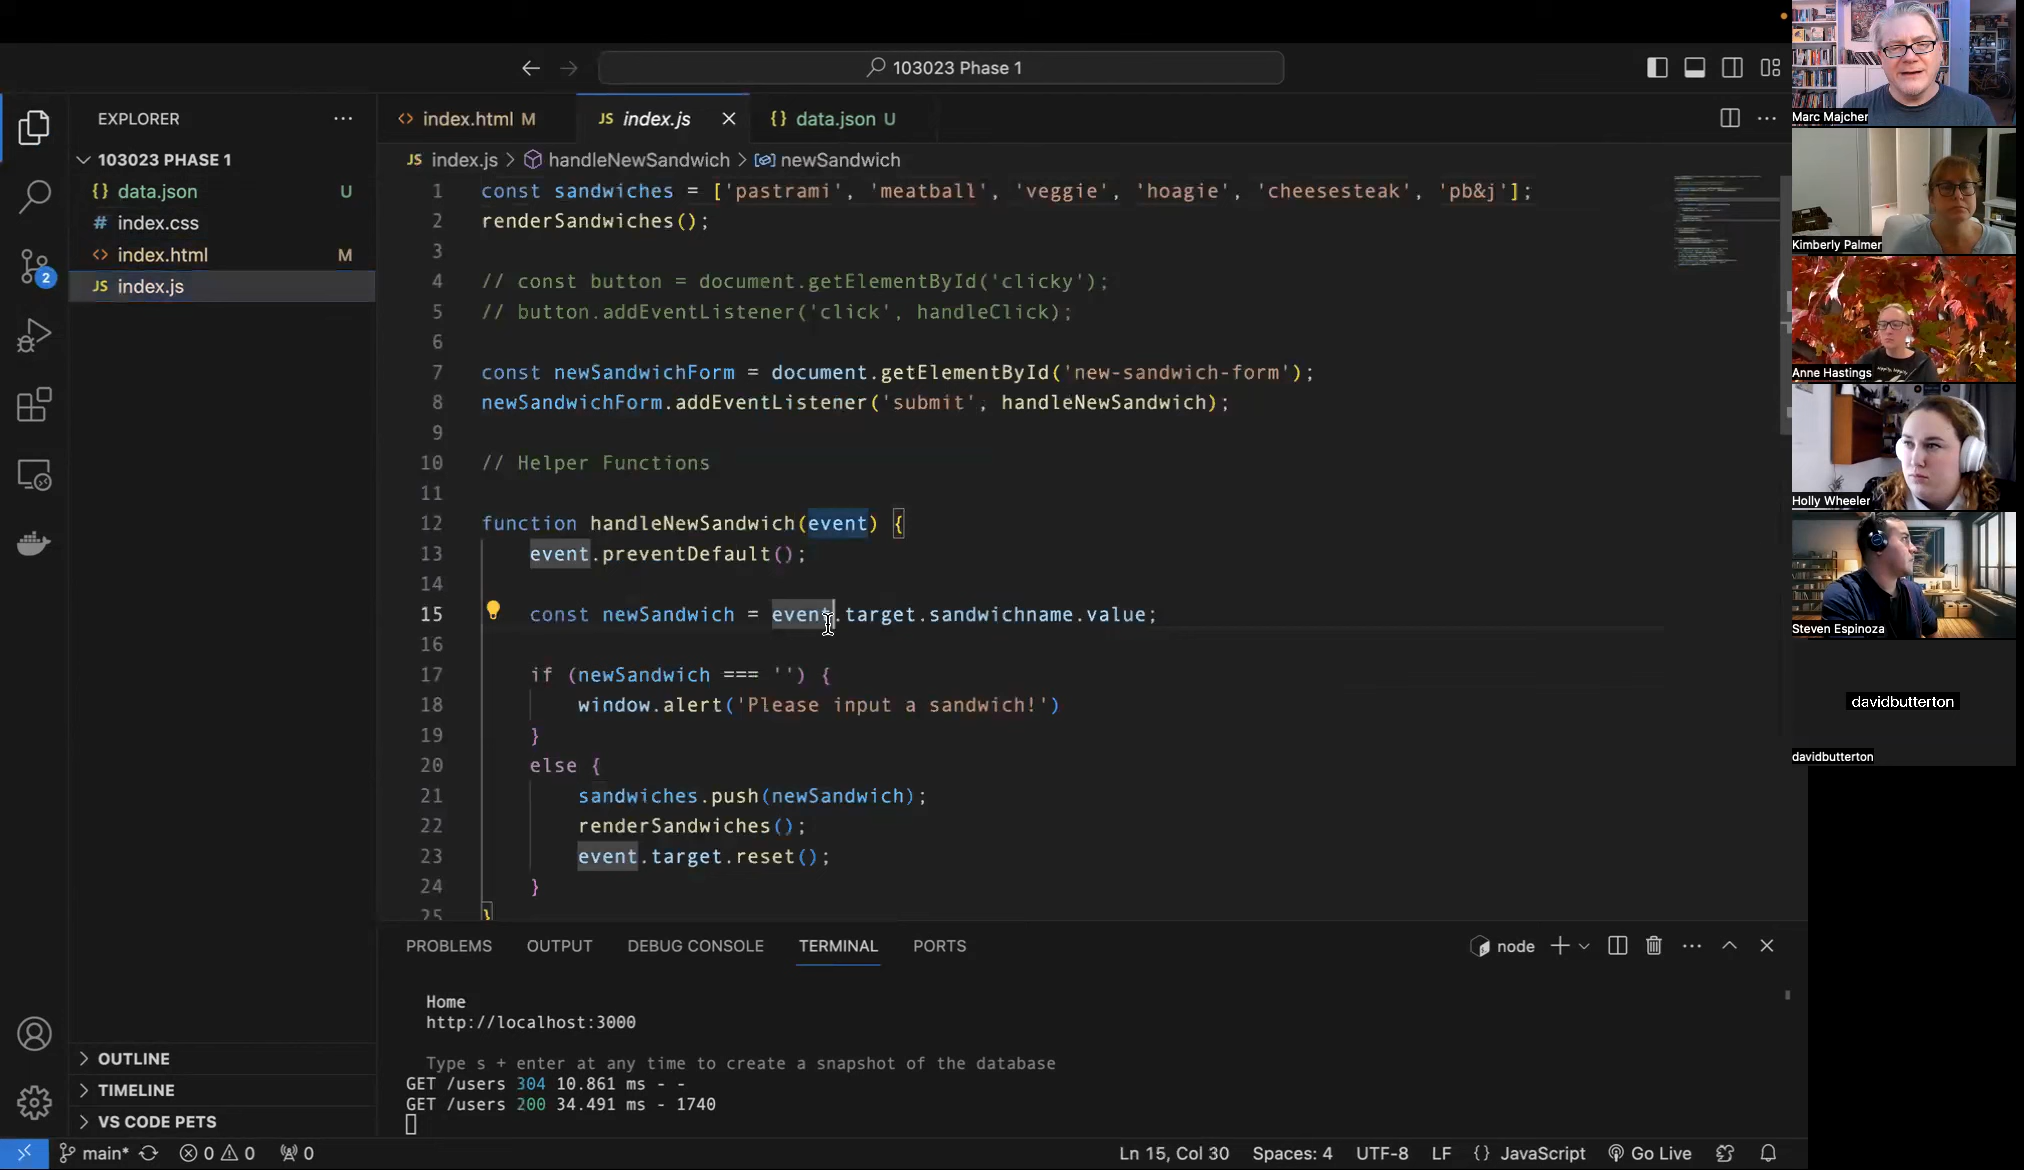 103023 Phase 1
EXPLORER
103023 PHASE 1
{} data.json U
# index.css
<> index.html M
JS index.js
<> index.html M
JS index.js
{} data.json U
JS index.js > handleNewSandwich > newSandwich
1 const sandwiches = ['pastrami', 'meatball', 'veggie', 'hoagie', 'cheesesteak', 'pb&j'];
2 renderSandwiches();
3
4 // const button = document.getElementById('clicky');
5 // button.addEventListener('click', handleClick);
6
7 const newSandwichForm = document.getElementById('new-sandwich-form');
8 newSandwichForm.addEventListener('submit', handleNewSandwich);
9
10 // Helper Functions
11
12 function handleNewSandwich(event) {
13 event.preventDefault();
14
15 const newSandwich = event.target.sandwichname.value;
16
17 if (newSandwich === '') {
18 window.alert('Please input a sandwich!')
19 }
20 else {
21 sandwiches.push(newSandwich);
22 renderSandwiches();
23 event.target.reset();
24 }
25 }
PROBLEMS OUTPUT DEBUG CONSOLE TERMINAL PORTS
node
Home
http://localhost:3000
Type s + enter at any time to create a snapshot of the database
GET /users 304 10.861 ms - -
GET /users 200 34.491 ms - 1740
OUTLINE
TIMELINE
VS CODE PETS
2
main* 0 0 0
Ln 15, Col 30 Spaces: 4 UTF-8 LF {} JavaScript Go Live
Marc Majcher
Kimberly Palmer
Anne Hastings
Holly Wheeler
Steven Espinoza
davidbutterton
davidbutterton